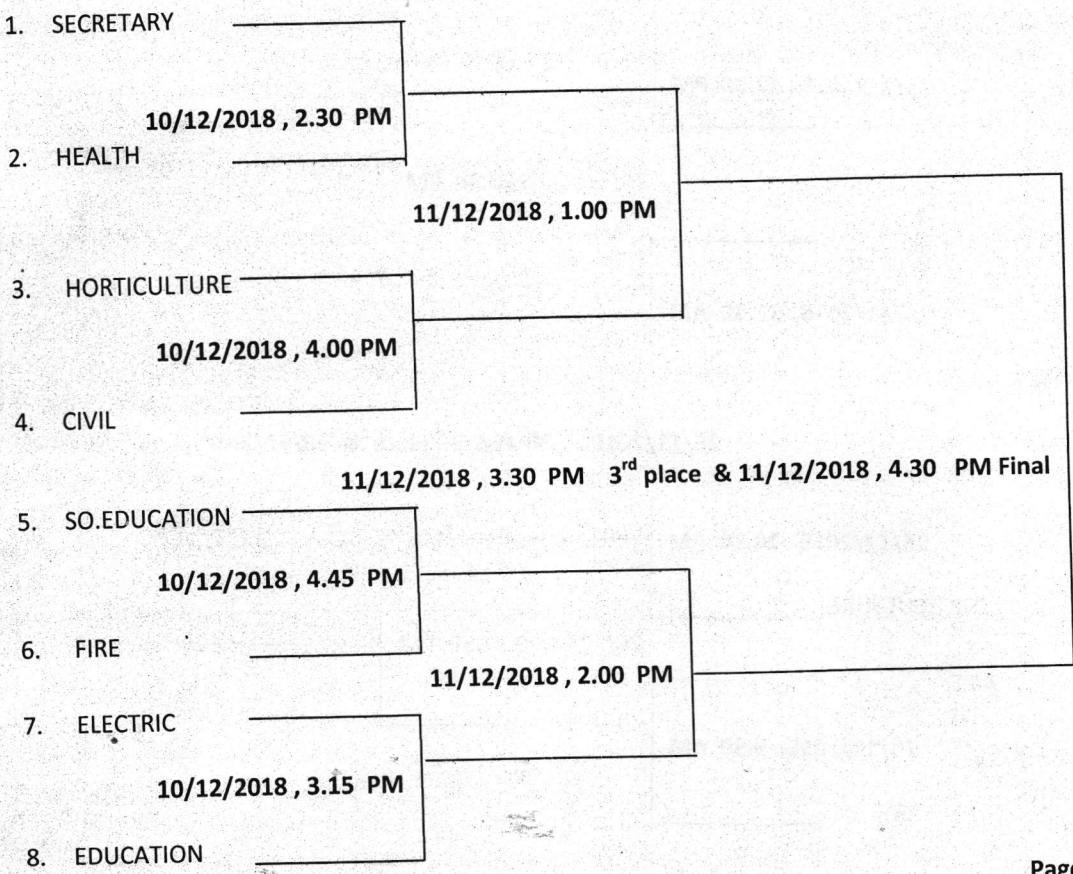 1. SECRETARY
10/12/2018 , 2.30 PM
2. HEALTH
11/12/2018 , 1.00 PM
3. HORTICULTURE
10/12/2018 , 4.00 PM
4. CIVIL
11/12/2018 , 3.30 PM 3rd place & 11/12/2018 , 4.30 PM Final
5. SO.EDUCATION
10/12/2018 , 4.45 PM
6. FIRE
11/12/2018 , 2.00 PM
7. ELECTRIC
10/12/2018 , 3.15 PM
8. EDUCATION
Page